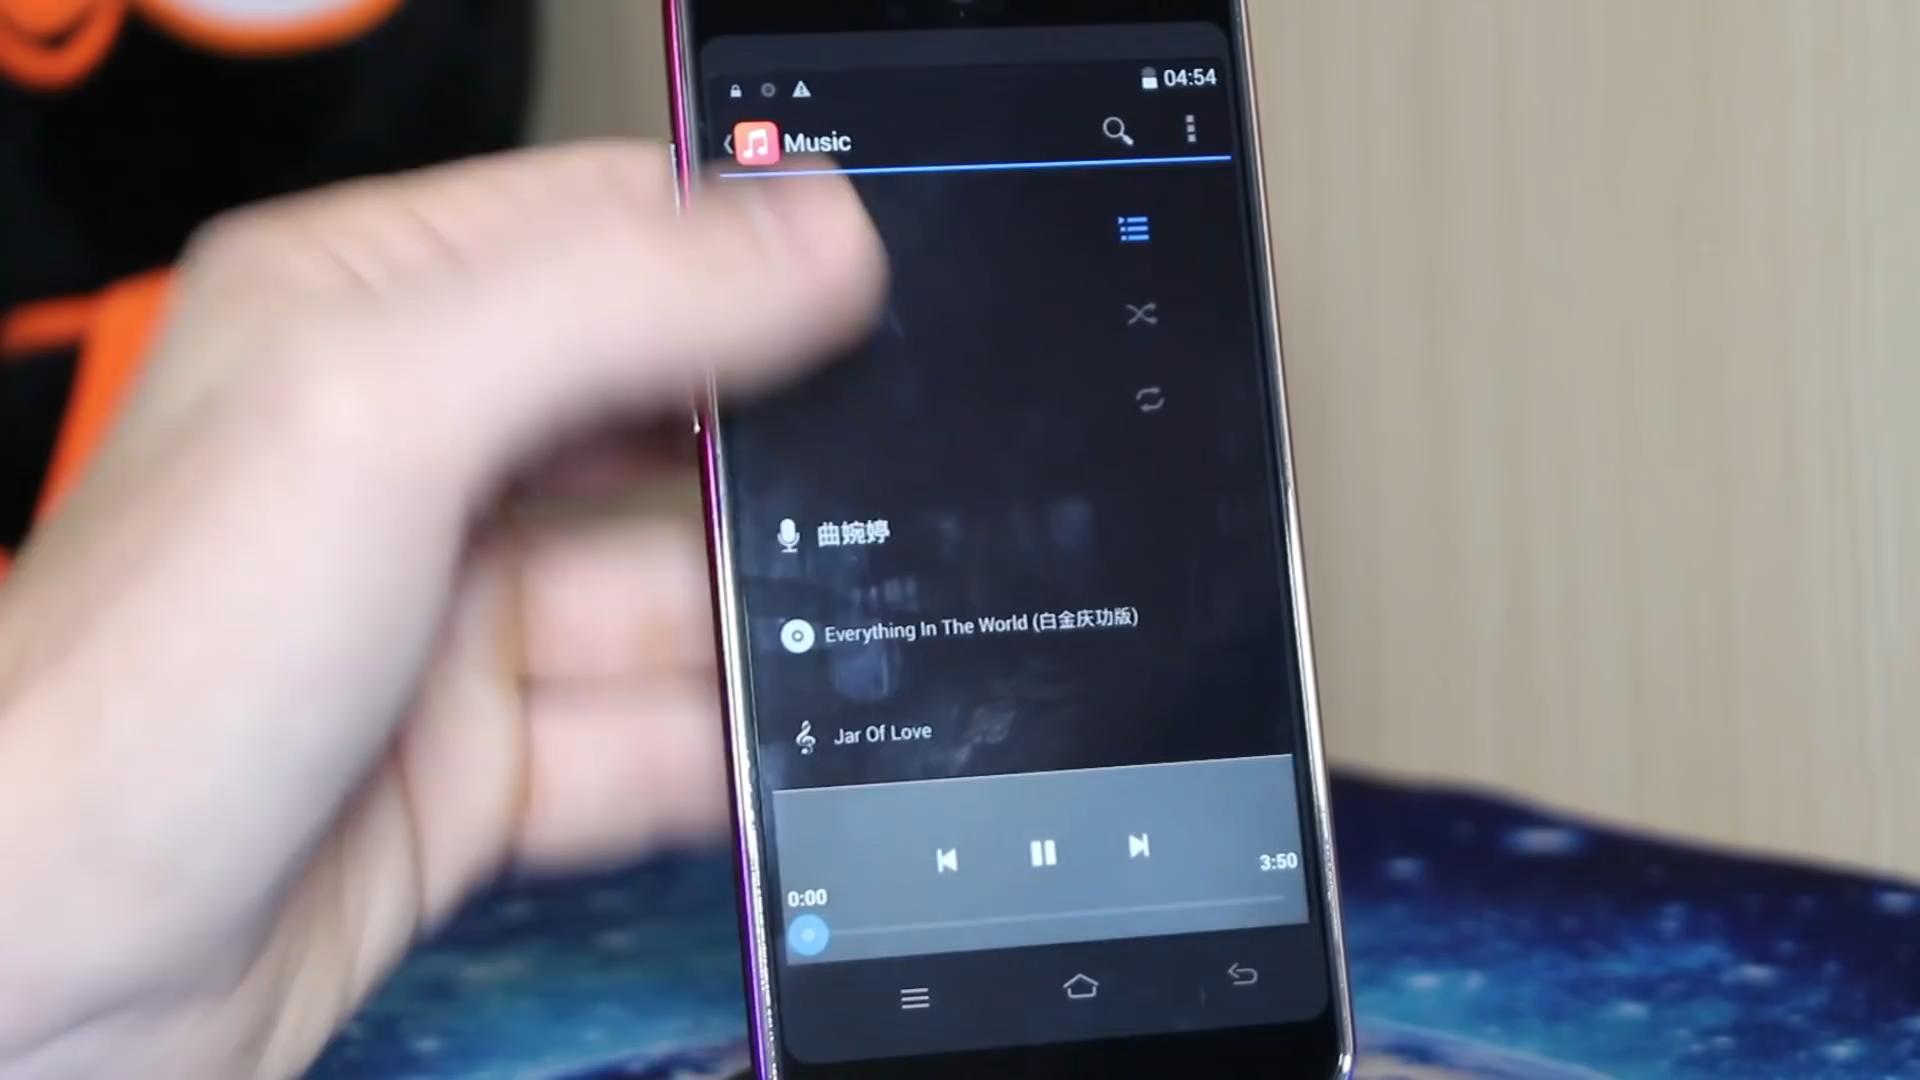 04:54
Music
曲婉婷
Everything In The World (白金庆功版)
Jar Of Love
3:50
0:00